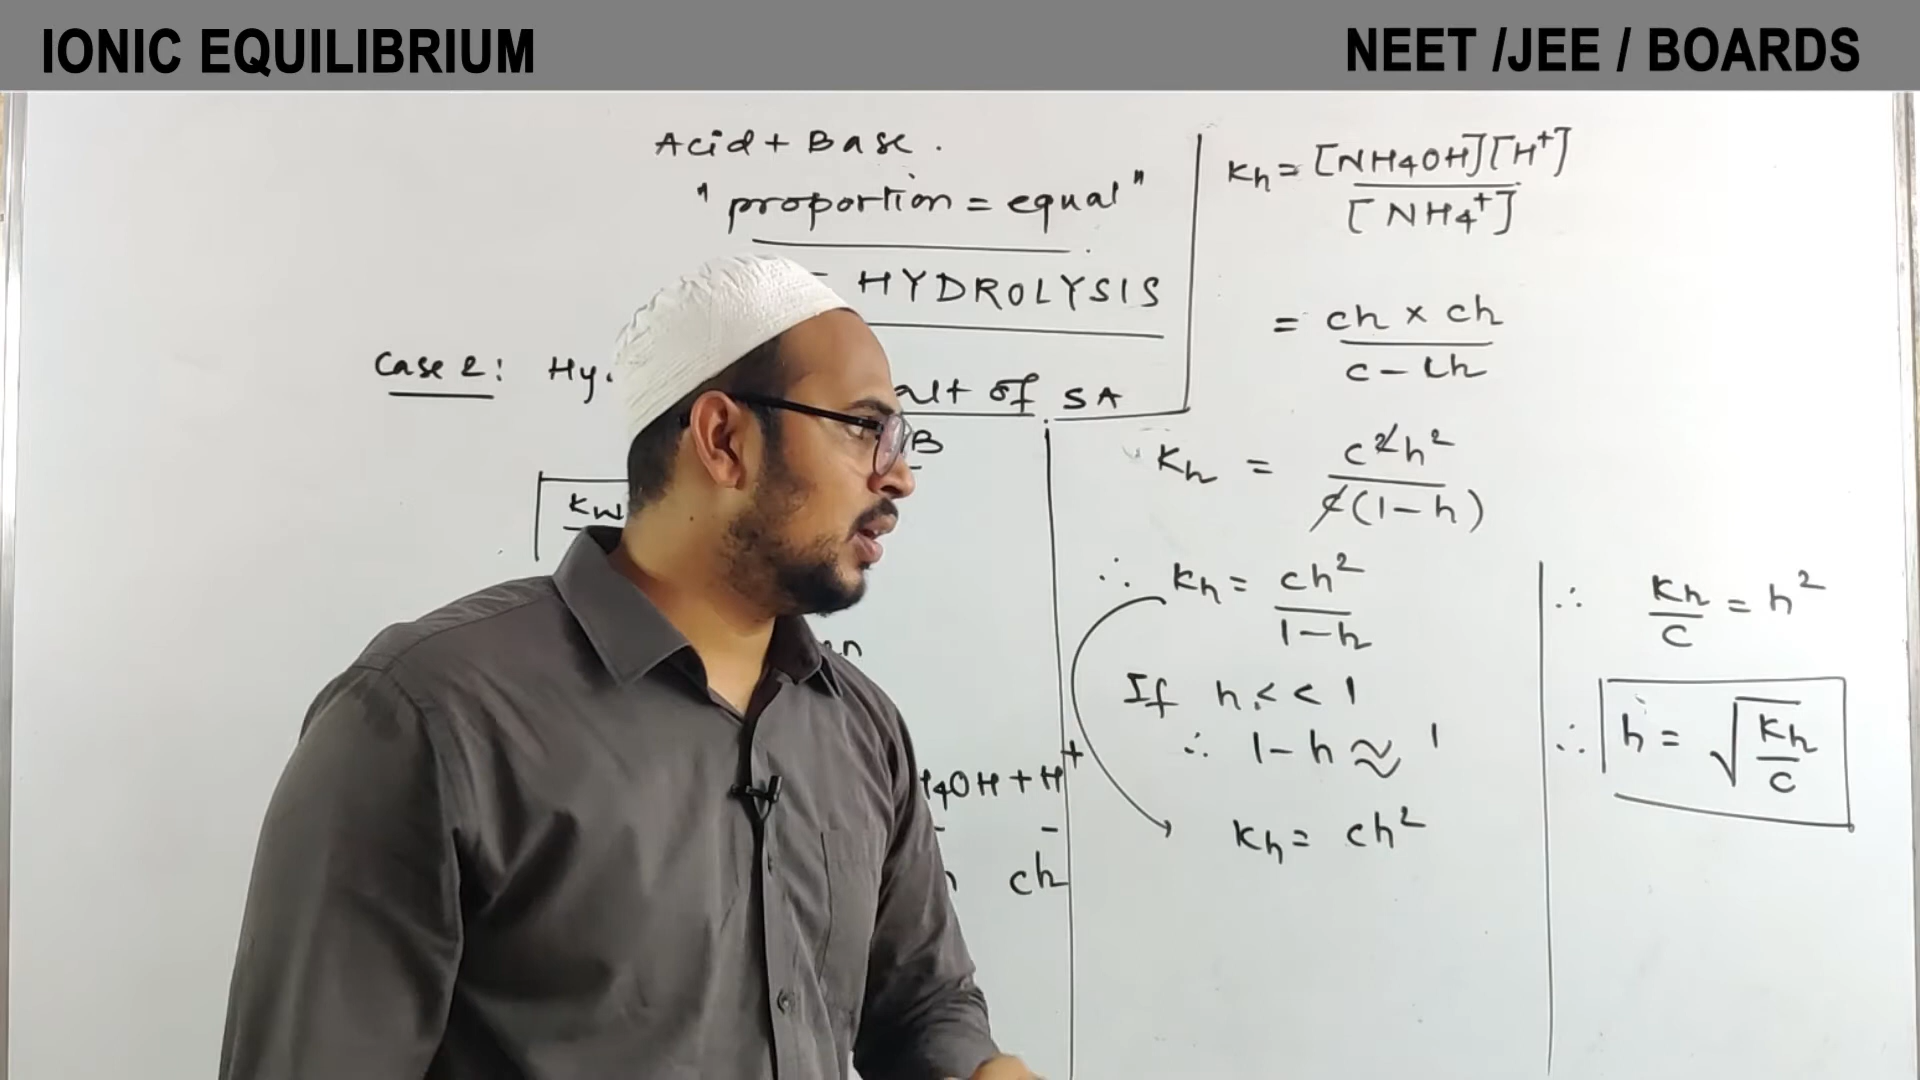 IONIC EQUILIBRIUM
NEET /JEE / BOARDS
Acid + Base .
" proportion = equal "
HYDROLYSIS
Case 2: Hy. alt of SA
B
Kw
H4OH + H⁺
- -
h ch
Kh = [NH4OH][H⁺]
[NH4⁺]
= ch × ch
c - ch
Kh = c²h²
c(1-h)
∴ Kh = ch²
1-h
If h << 1
∴ 1-h ≈ 1
Kh = ch²
∴ Kh/c = h²
∴ h = √Kh/c